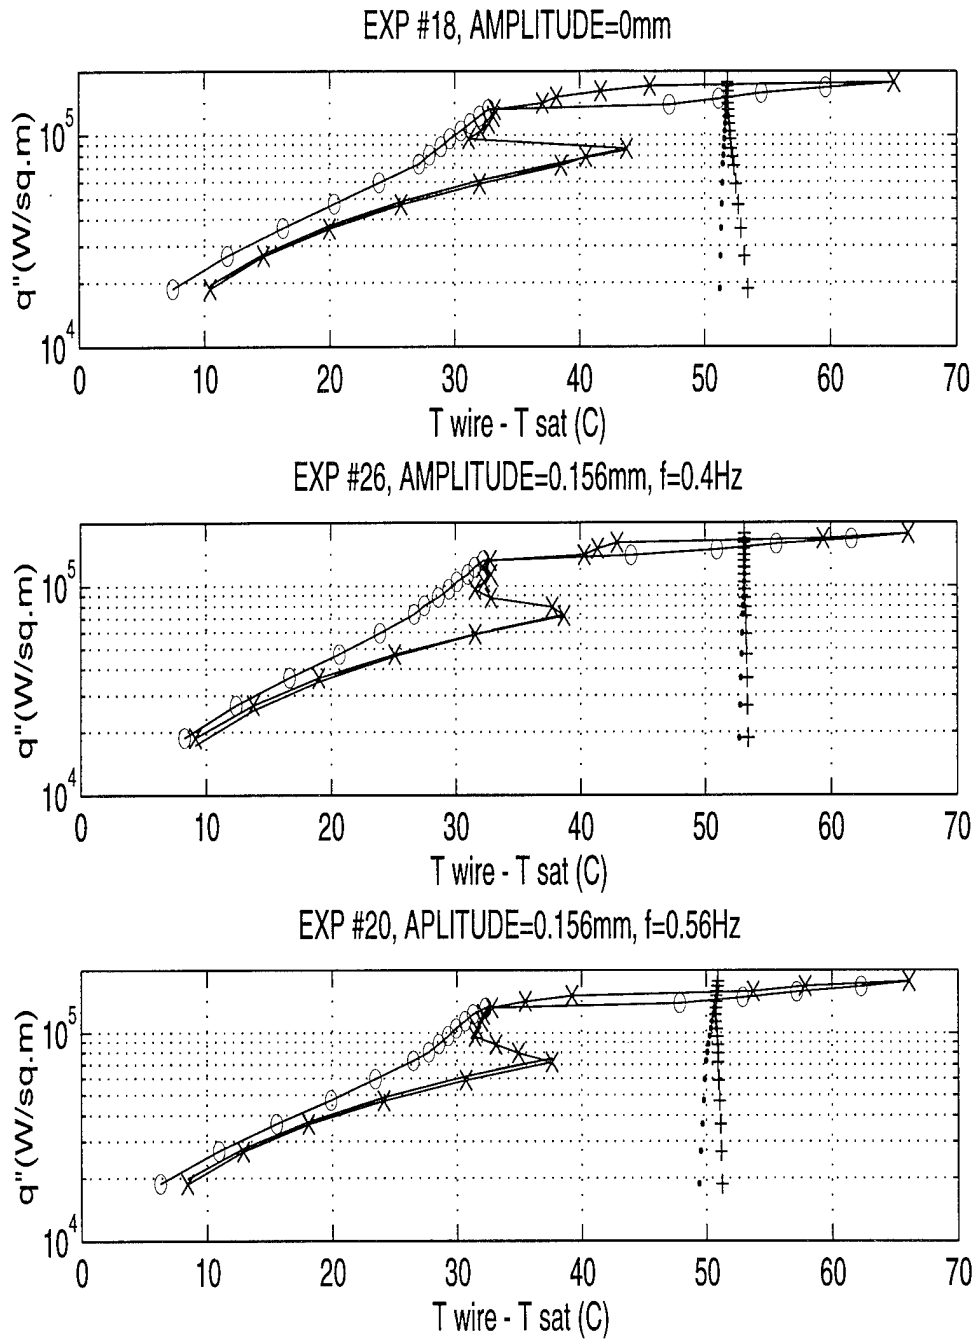 EXP #18, AMPLITUDE=0mm
q"(W/sq.m)
10^5
10^4
0 10 20 30 40 50 60 70
T wire - T sat (C)
EXP #26, AMPLITUDE=0.156mm, f=0.4Hz
q"(W/sq.m)
10^5
10^4
0 10 20 30 40 50 60 70
T wire - T sat (C)
EXP #20, APLITUDE=0.156mm, f=0.56Hz
q"(W/sq.m)
10^5
10^4
0 10 20 30 40 50 60 70
T wire - T sat (C)